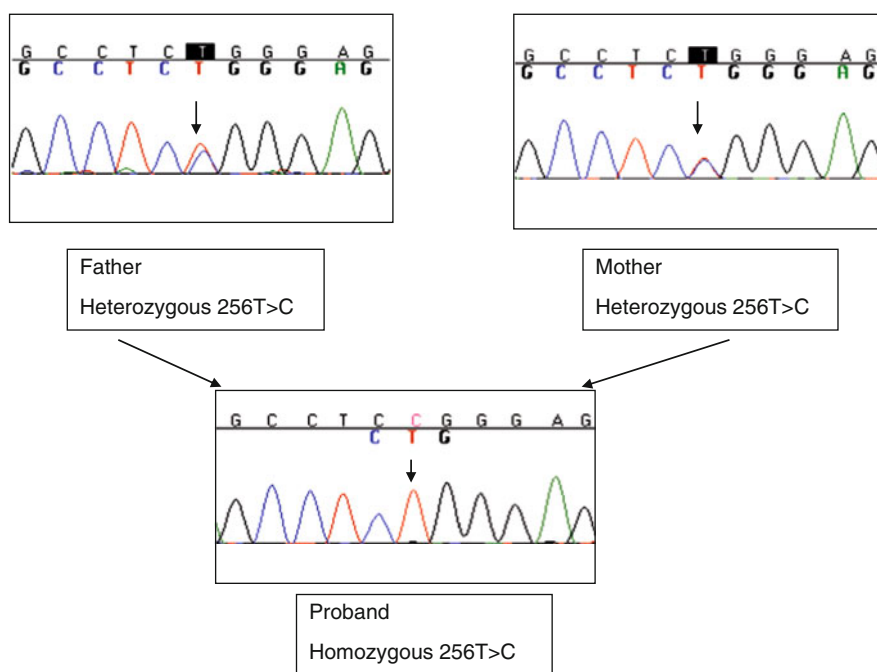 G C C T C T G G G A G
G C C T C T G G G A G
G C C T C T G G G A G
G C C T C T G G G A G
Father
Heterozygous 256T>C
Mother
Heterozygous 256T>C
G C C T C C G G G A G
C T G
Proband
Homozygous 256T>C